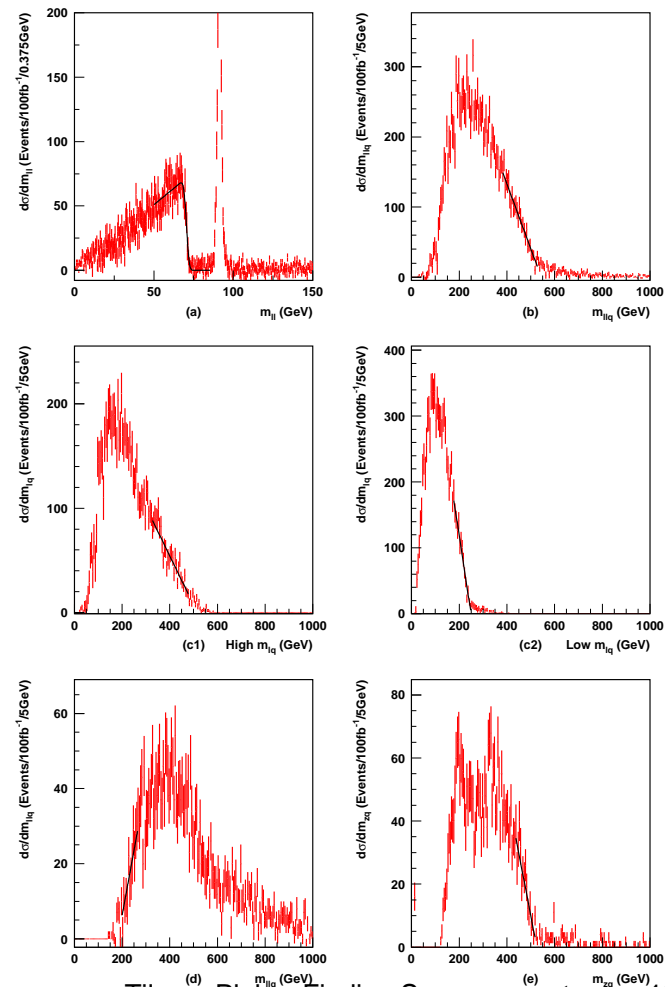 dσ/dm_ll (Events/100fb⁻¹/0.375GeV)
200
150
100
50
0
0 50 100 150
(a) m_ll (GeV)
dσ/dm_llq (Events/100fb⁻¹/5GeV)
300
200
100
0
0 200 400 600 800 1000
(b) m_llq (GeV)
dσ/dm_lq (Events/100fb⁻¹/5GeV)
200
100
0
0 200 400 600 800 1000
(c1) High m_lq (GeV)
dσ/dm_lq (Events/100fb⁻¹/5GeV)
400
300
200
100
0
0 200 400 600 800 1000
(c2) Low m_lq (GeV)
dσ/dm_llq (Events/100fb⁻¹/5GeV)
60
40
20
0
0 200 400 600 800 1000
(d) m_llq (GeV)
dσ/dm_zq (Events/100fb⁻¹/5GeV)
80
60
40
20
0
0 200 400 600 800 1000
(e) m_zq (GeV)